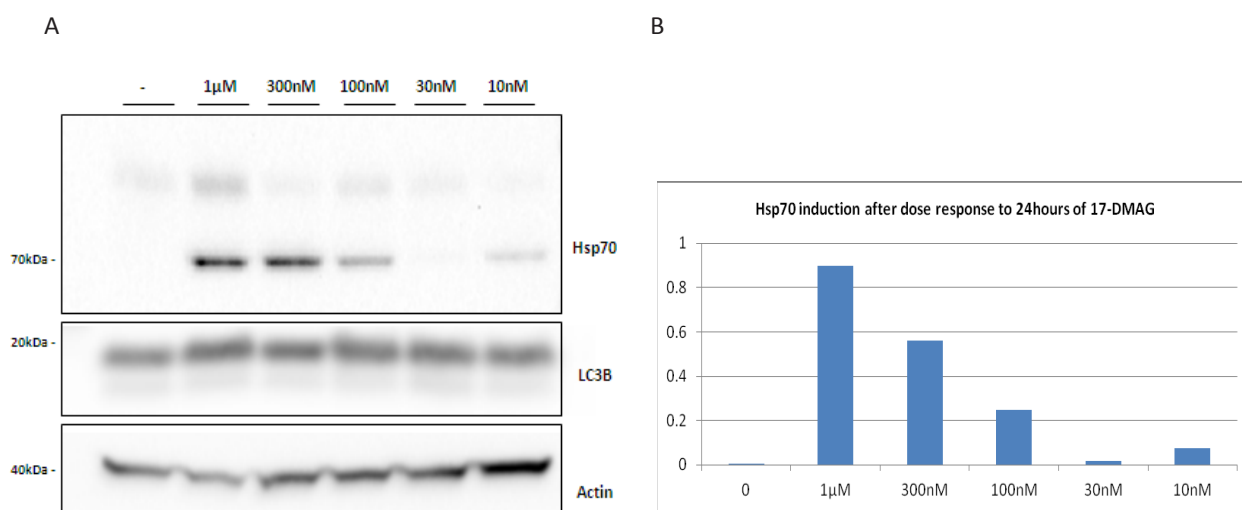 A
B
- 1µM 300nM 100nM 30nM 10nM
70kDa -
Hsp70
20kDa -
LC3B
40kDa -
Actin
Hsp70 induction after dose response to 24hours of 17-DMAG
1
0.8
0.6
0.4
0.2
0
0 1µM 300nM 100nM 30nM 10nM